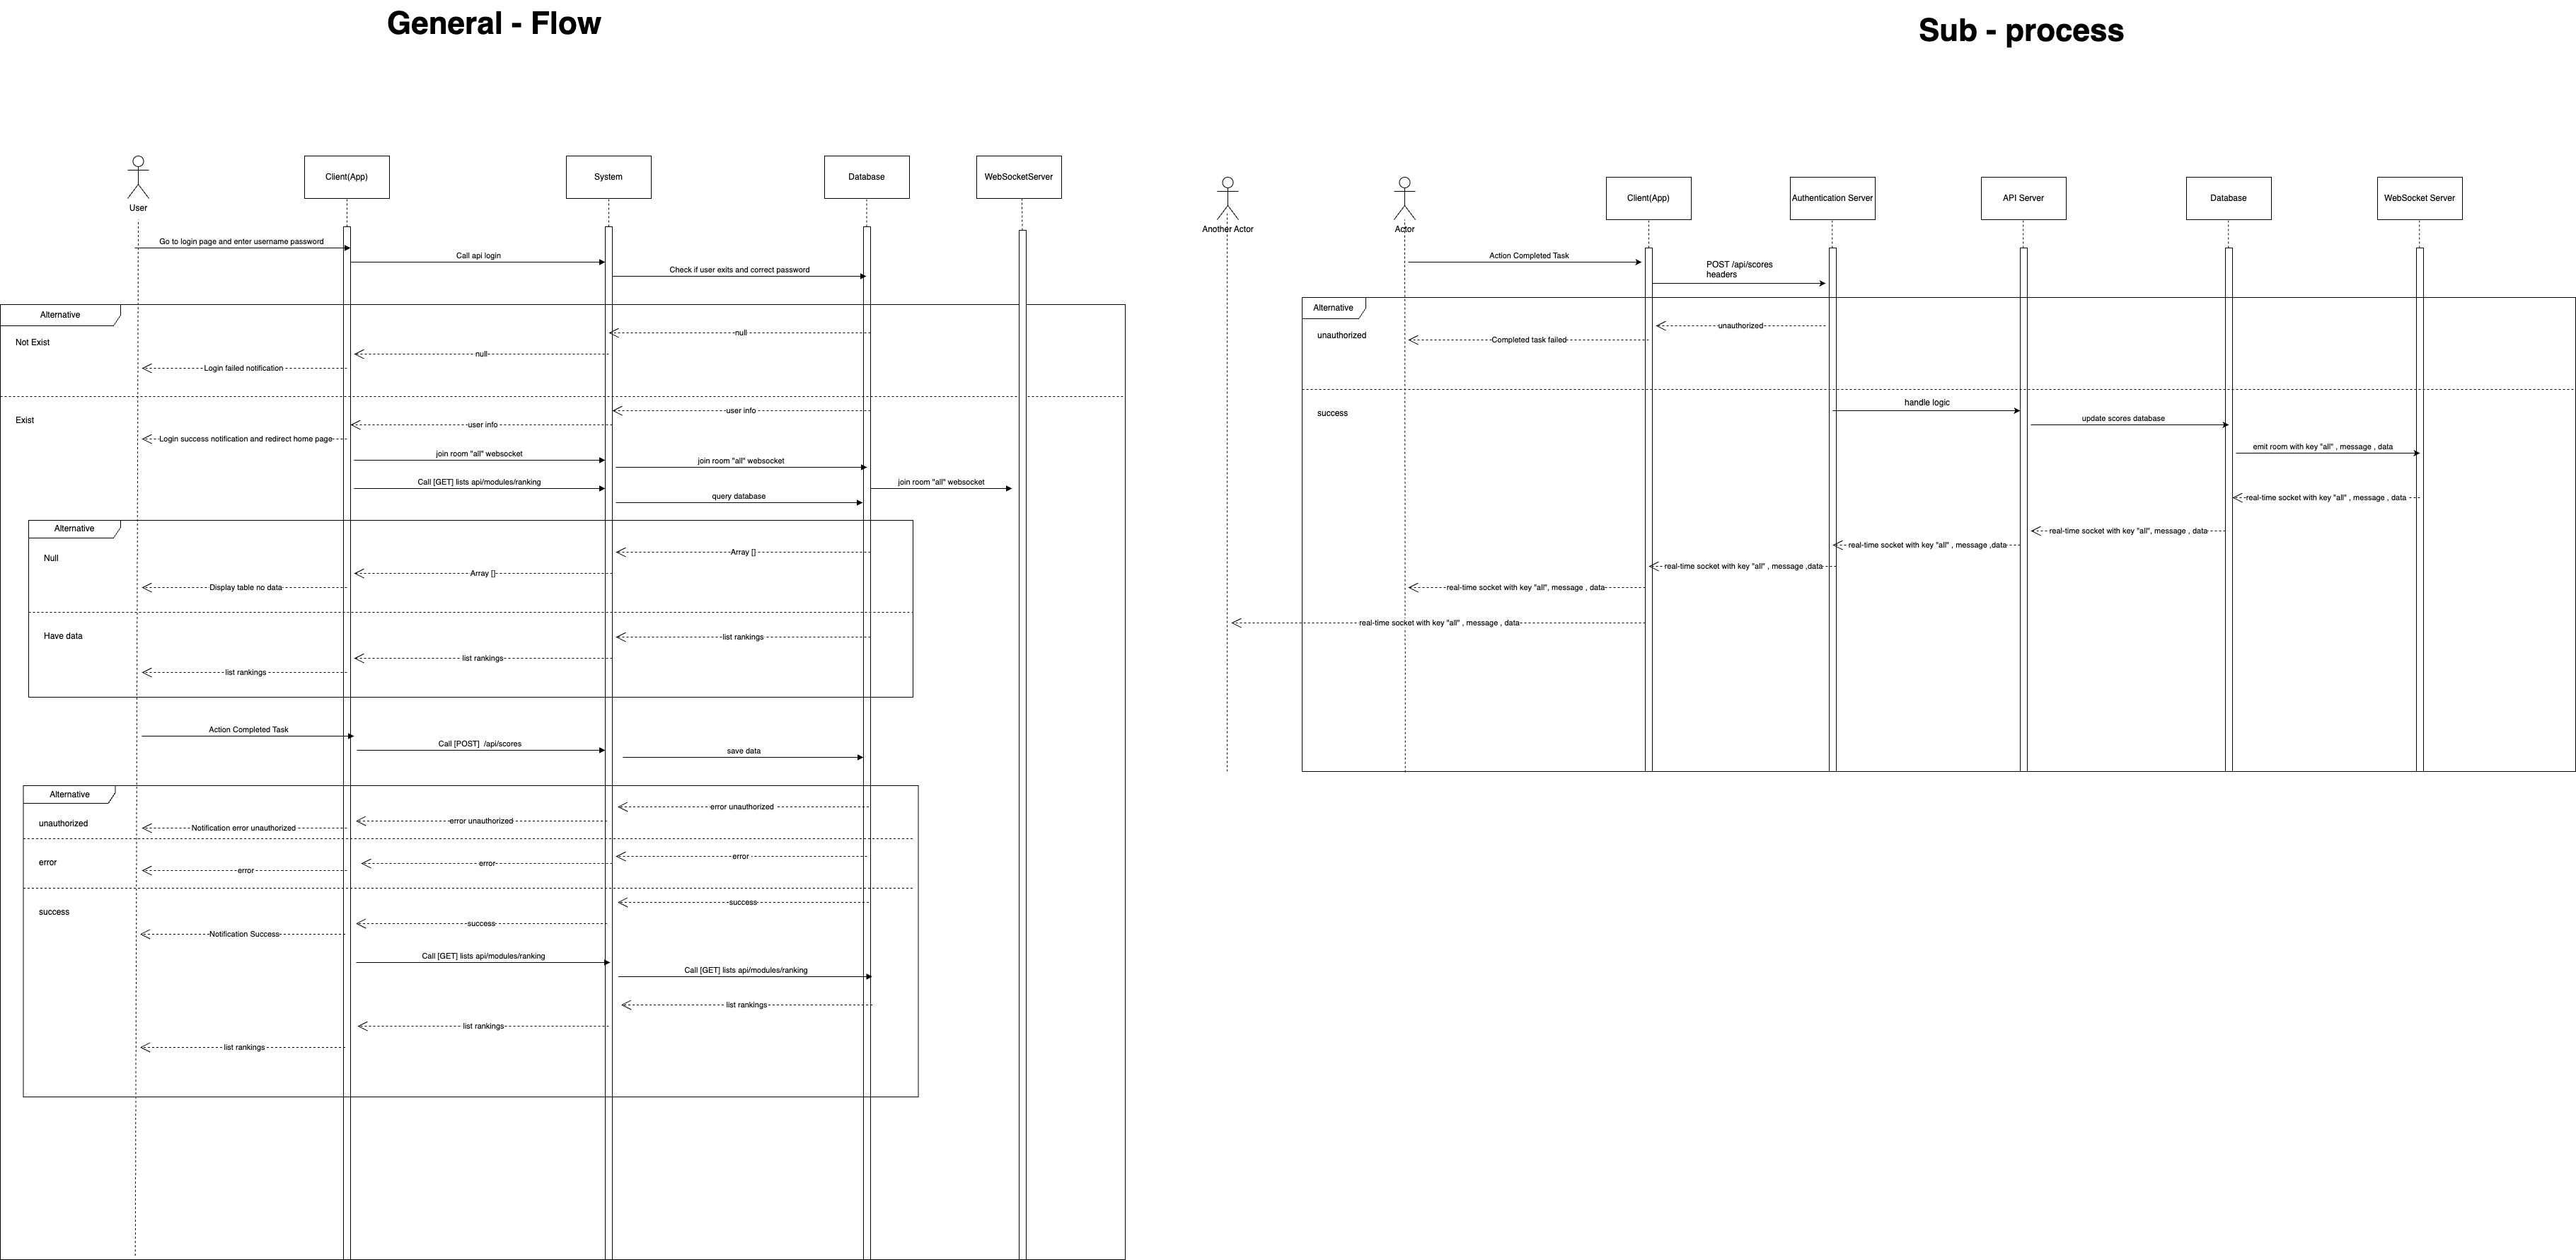 General - Flow
User
Client(App)
System
Database
WebSocketServer
Go to login page and enter username password
Call api login
Check if user exits and correct password
Alternative
Not Exist
null
null
Login failed notification
Exist
user info
user info
Login success notification and redirect home page
join room "all" websocket
join room "all" websocket
Call [GET] lists api/modules/ranking
join room "all" websocket
query database
Alternative
Null
Array []
Array []
Display table no data
Have data
list rankings
list rankings
list rankings
Action Completed Task
Call [POST] /api/scores
save data
Alternative
unauthorized
error unauthorized
error unauthorized
Notification error unauthorized
error
error
error
error
success
success
success
Notification Success
Call [GET] lists api/modules/ranking
Call [GET] lists api/modules/ranking
list rankings
list rankings
list rankings
Sub - process
Another Actor
Actor
Client(App)
Authentication Server
API Server
Database
WebSocket Server
Action Completed Task
POST /api/scores
headers
Alternative
unauthorized
unauthorized
Completed task failed
success
handle logic
update scores database
emit room with key "all" , message , data
real-time socket with key "all" , message , data
real-time socket with key "all", message , data
real-time socket with key "all" , message ,data
real-time socket with key "all" , message ,data
real-time socket with key "all", message , data
real-time socket with key "all" , message , data